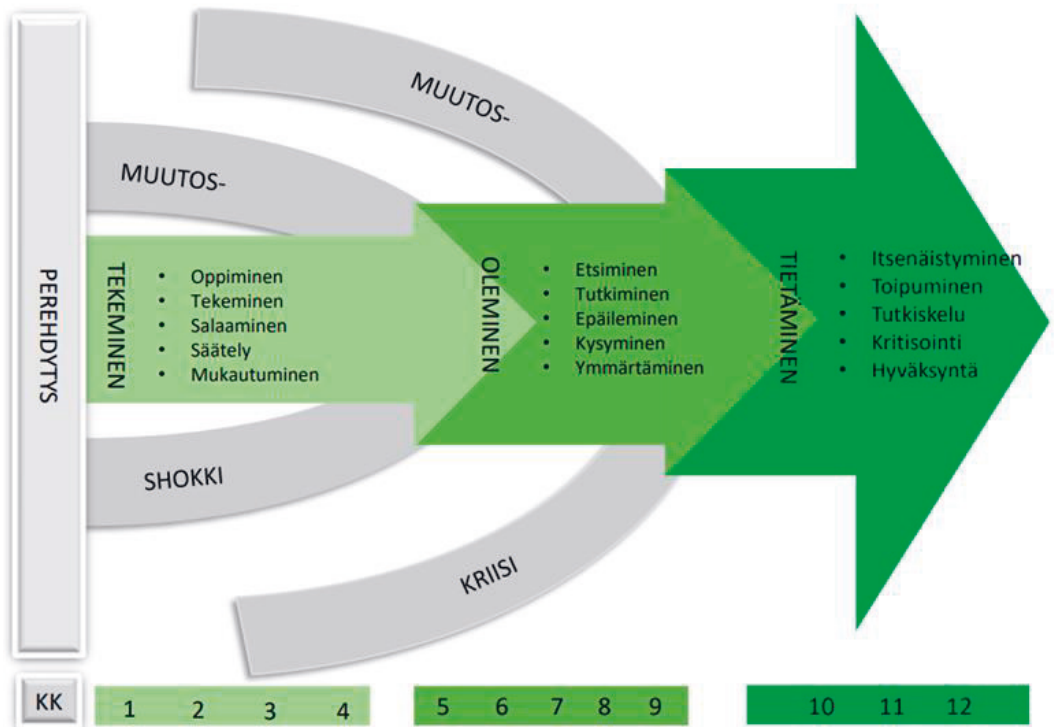 PEREHDYTYS
MUUTOS-
SHOKKI
MUUTOS-
KRIISI
TEKEMINEN
• Oppiminen
• Tekeminen
• Salaaminen
• Säätely
• Mukautuminen
OLEMINEN
• Etsiminen
• Tutkiminen
• Epäileminen
• Kysyminen
• Ymmärtäminen
TIETÄMINEN
• Itsenäistyminen
• Toipuminen
• Tutkiskelu
• Kritisointi
• Hyväksyntä
KK 1 2 3 4 5 6 7 8 9 10 11 12